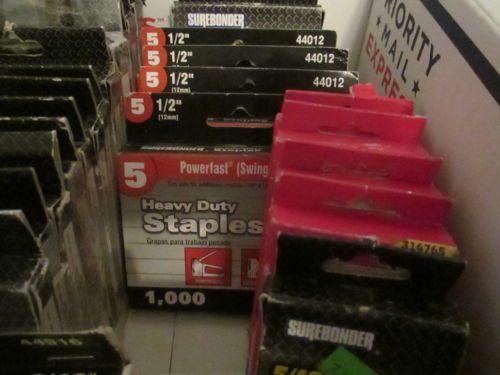 SUREBONDER
5 1/2" 44012
5 1/2" 44012
5 1/2" 44012
5 1/2"
(12mm)
5 Powerfast® (Swing
Heavy Duty
Staples
Grapas para trabajo pesado
1,000
PRIORITY
MAIL
EXPRESS
SUREBONDER